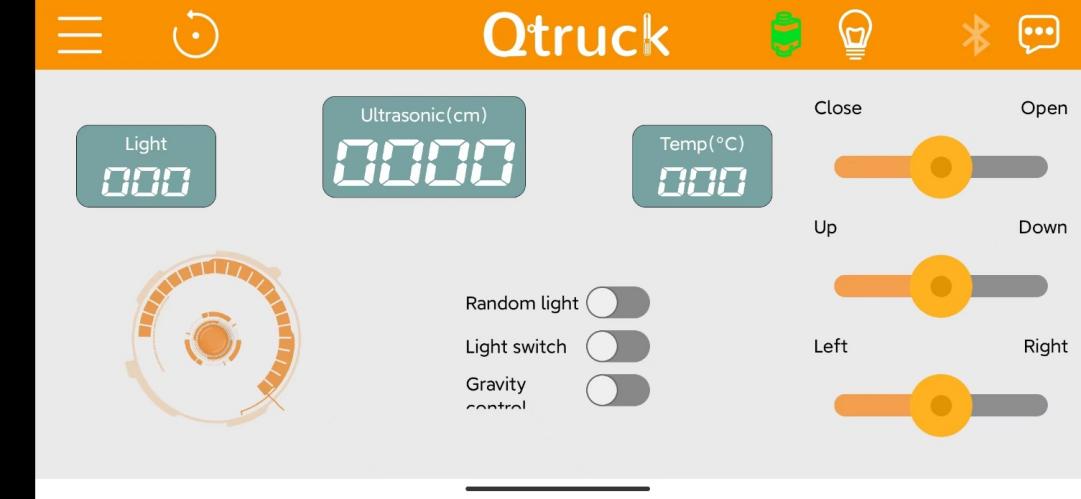 Qtruck
Close Open
Ultrasonic(cm)
0000
Light
000
Temp(°C)
000
Up Down
Random light
Light switch
Left Right
Gravity
control